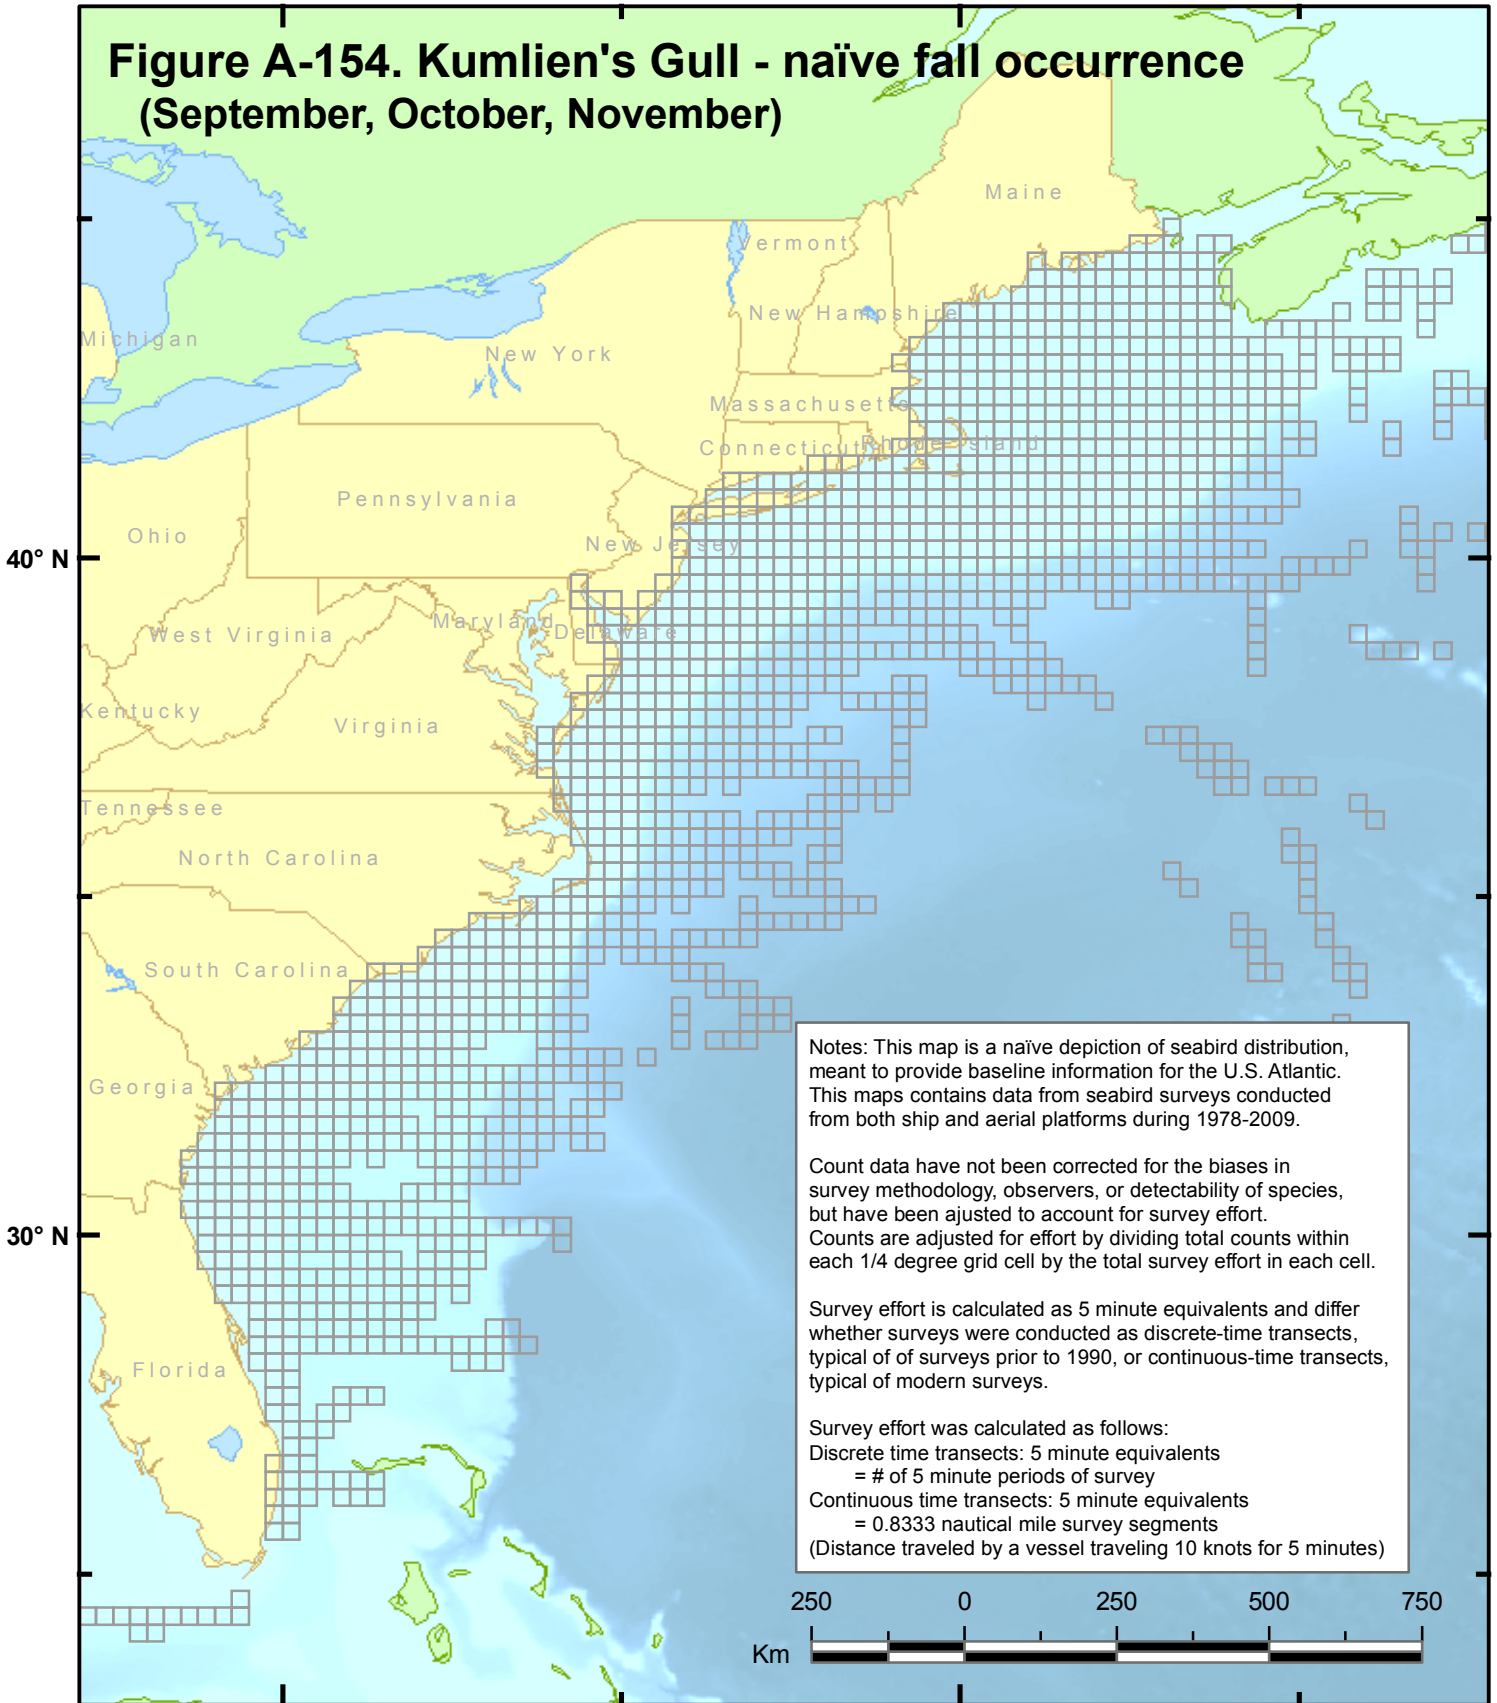 Figure A-154. Kumlien's Gull - naïve fall occurrence
(September, October, November)
Maine
Vermont
New Hampshire
Michigan
New York
Massachusetts
Connecticut
Rhode Island
Pennsylvania
Ohio
New Jersey
40° N
West Virginia
Maryland
Delaware
Kentucky
Virginia
Tennessee
North Carolina
South Carolina
Georgia
30° N
Florida
Notes: This map is a naïve depiction of seabird distribution,
meant to provide baseline information for the U.S. Atlantic.
This maps contains data from seabird surveys conducted
from both ship and aerial platforms during 1978-2009.
Count data have not been corrected for the biases in
survey methodology, observers, or detectability of species,
but have been ajusted to account for survey effort.
Counts are adjusted for effort by dividing total counts within
each 1/4 degree grid cell by the total survey effort in each cell.
Survey effort is calculated as 5 minute equivalents and differ
whether surveys were conducted as discrete-time transects,
typical of of surveys prior to 1990, or continuous-time transects,
typical of modern surveys.
Survey effort was calculated as follows:
Discrete time transects: 5 minute equivalents
= # of 5 minute periods of survey
Continuous time transects: 5 minute equivalents
= 0.8333 nautical mile survey segments
(Distance traveled by a vessel traveling 10 knots for 5 minutes)
250 0 250 500 750
Km